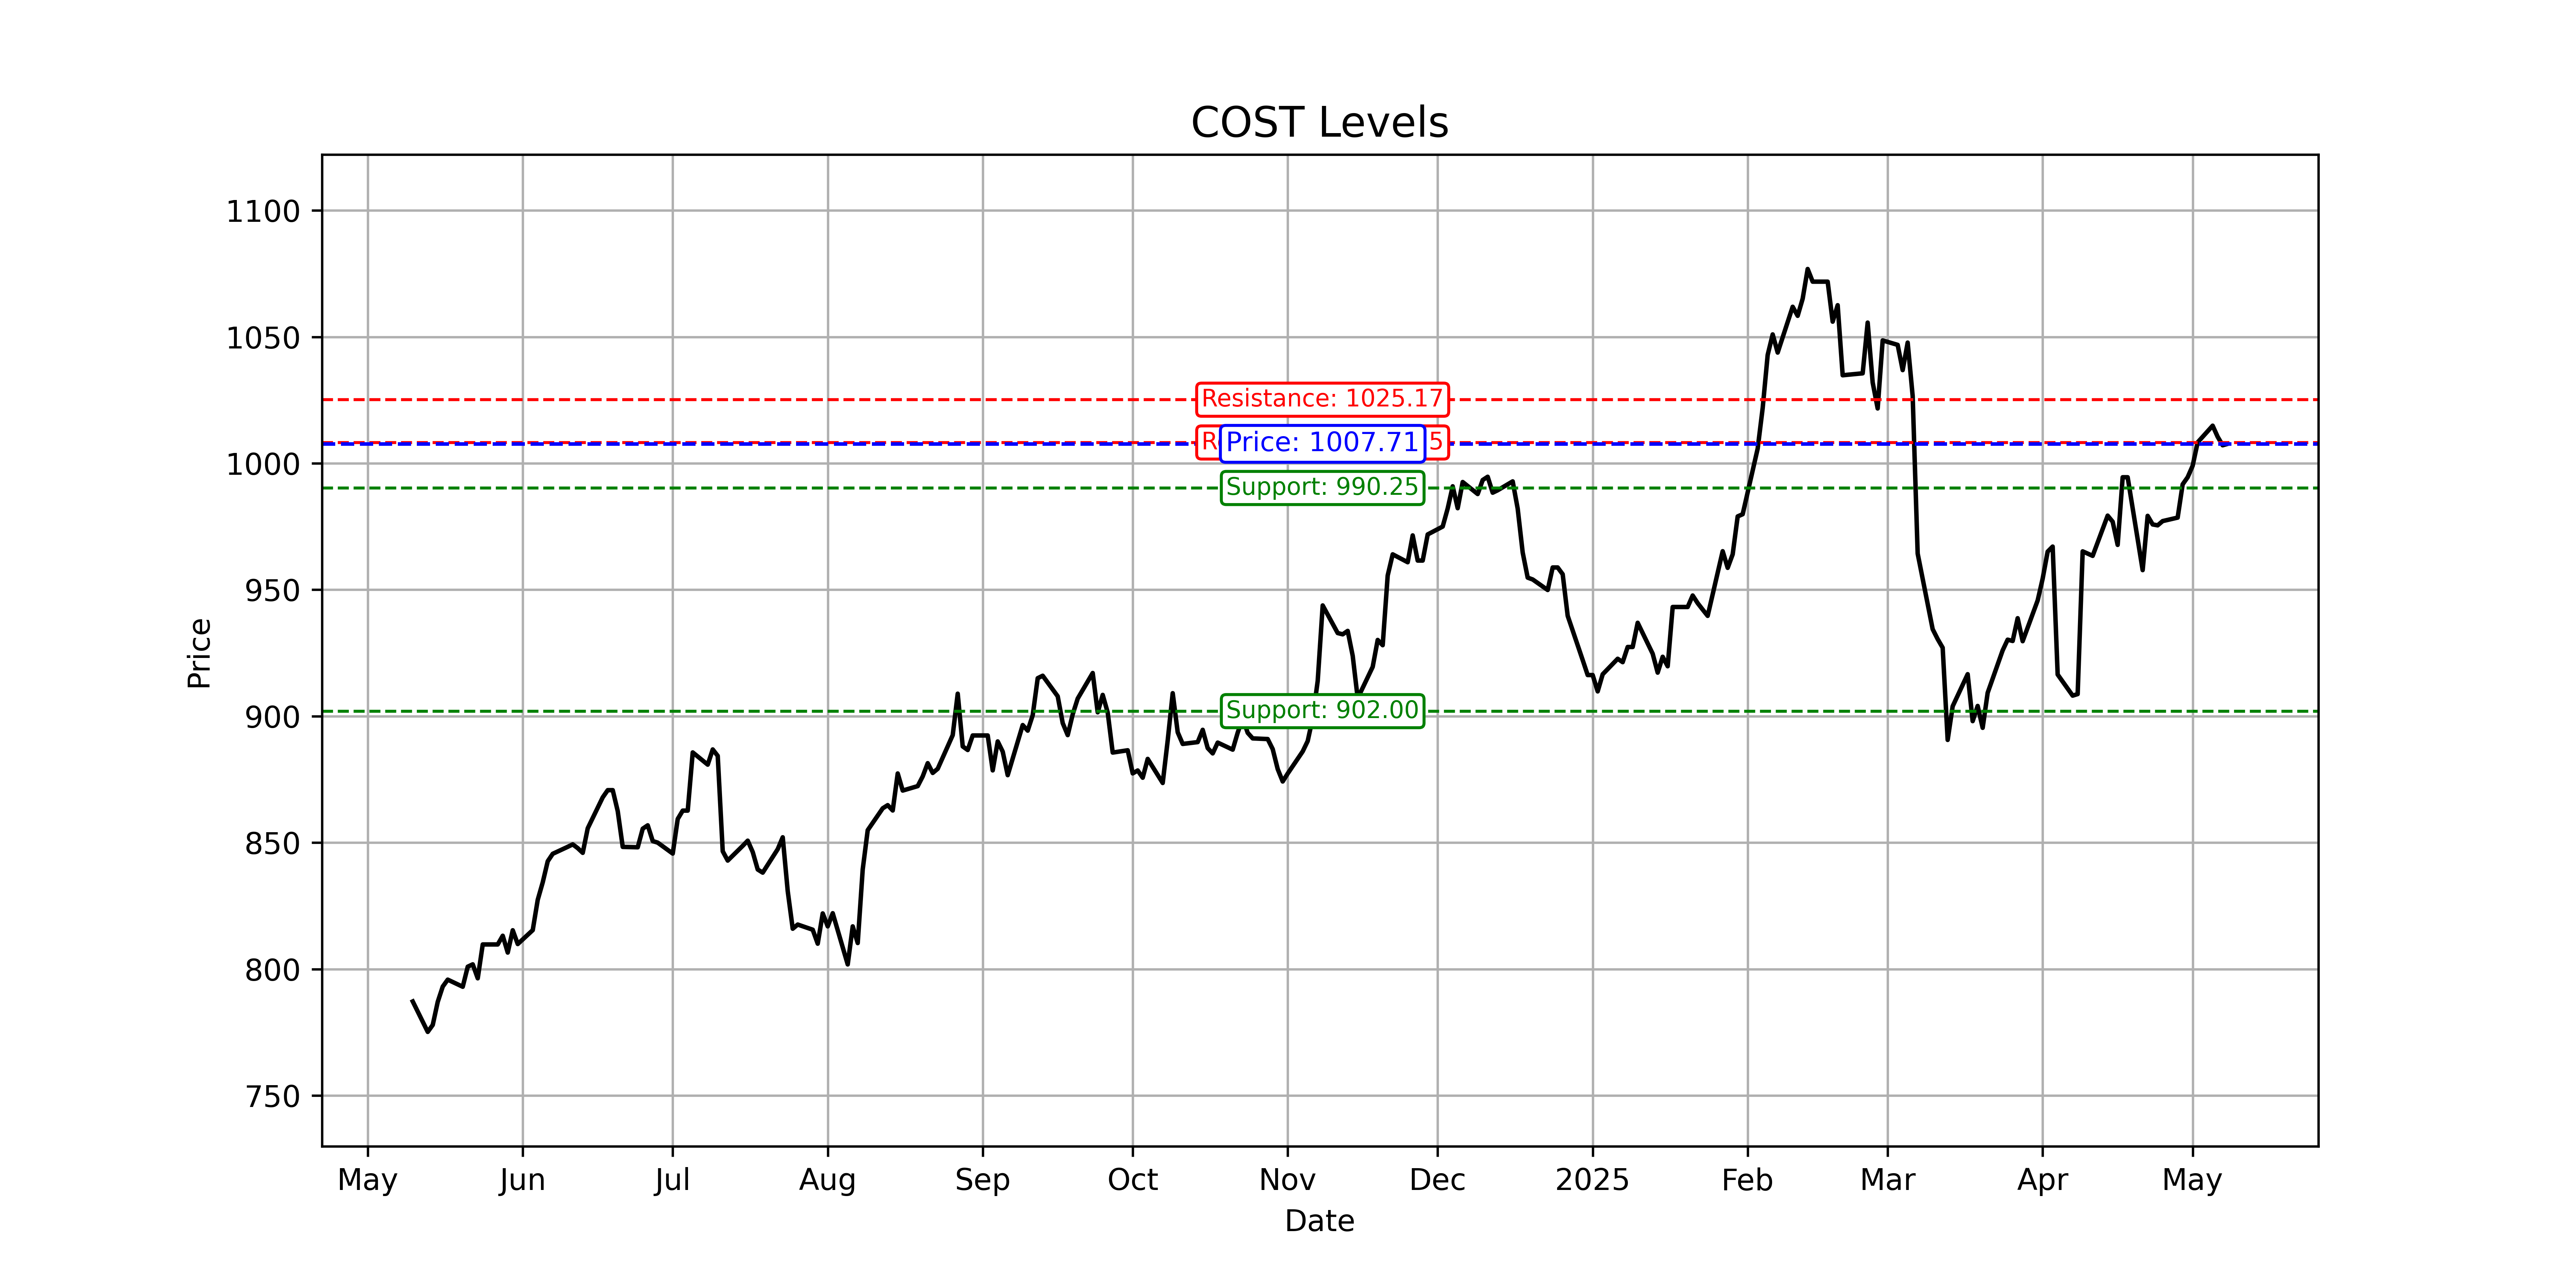 COST Levels
1100
1050
1000
950
900
850
800
750
Price
Resistance: 1025.17
Price: 1007.71
Support: 990.25
Support: 902.00
May Jun Jul Aug Sep Oct Nov Dec 2025 Feb Mar Apr May
Date